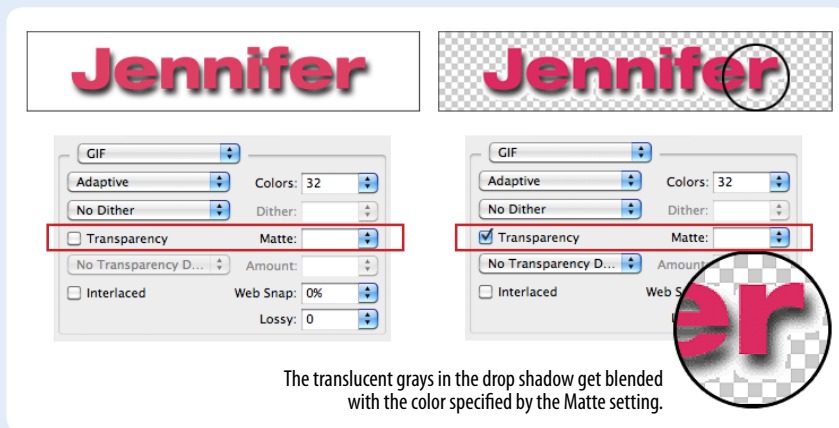 Jennifer
GIF
Adaptive
Colors: 32
No Dither
Dither:
Transparency
Matte:
No Transparency D...
Amount:
Interlaced
Web Snap: 0%
Lossy: 0
Jennifer
GIF
Adaptive
Colors: 32
No Dither
Dither:
Transparency
Matte:
No Transparency D...
Amount
Interlaced
Web S
er
The translucent grays in the drop shadow get blended
with the color specified by the Matte setting.